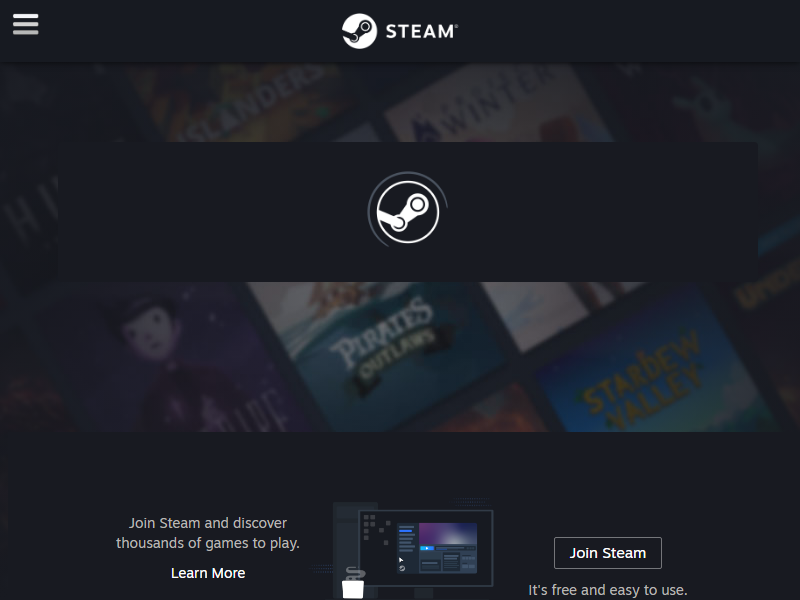 STEAM
ISLANDERS
WINTER
PIRATES
OUTLAWS
STARDEW
VALLEY
Join Steam and discover
thousands of games to play.
Learn More
Join Steam
It's free and easy to use.